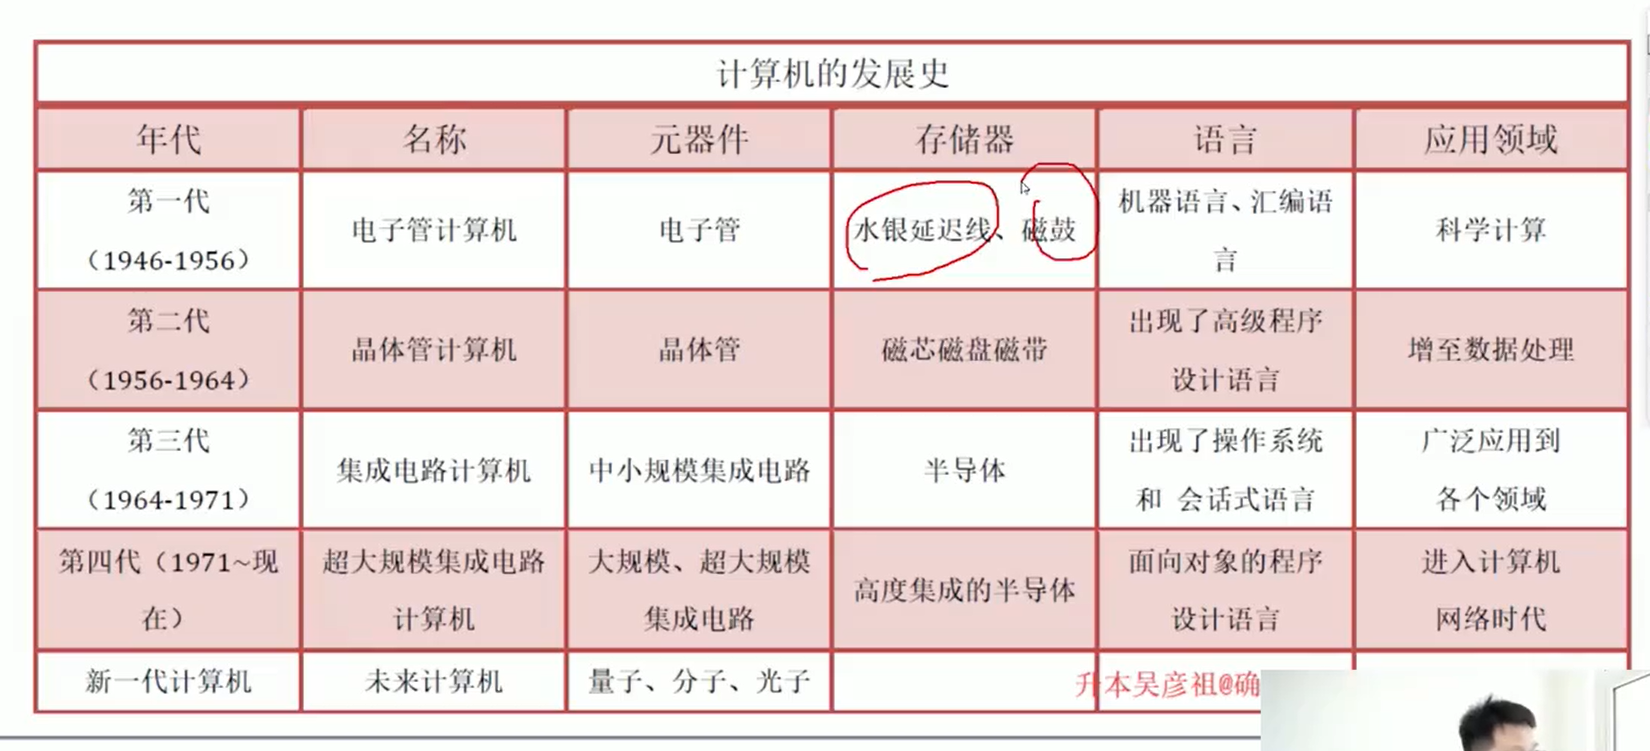 计算机的发展史
年代 名称 元器件 存储器 语言 应用领域
第一代
（1946-1956）
电子管计算机
电子管
水银延迟线、磁鼓
机器语言、汇编语
言
科学计算
第二代
（1956-1964）
晶体管计算机
晶体管
磁芯磁盘磁带
出现了高级程序
设计语言
增至数据处理
第三代
（1964-1971）
集成电路计算机
中小规模集成电路
半导体
出现了操作系统
和 会话式语言
广泛应用到
各个领域
第四代（1971~现
在）
超大规模集成电路
计算机
大规模、超大规模
集成电路
高度集成的半导体
面向对象的程序
设计语言
进入计算机
网络时代
新一代计算机
未来计算机
量子、分子、光子
升本吴彦祖@确